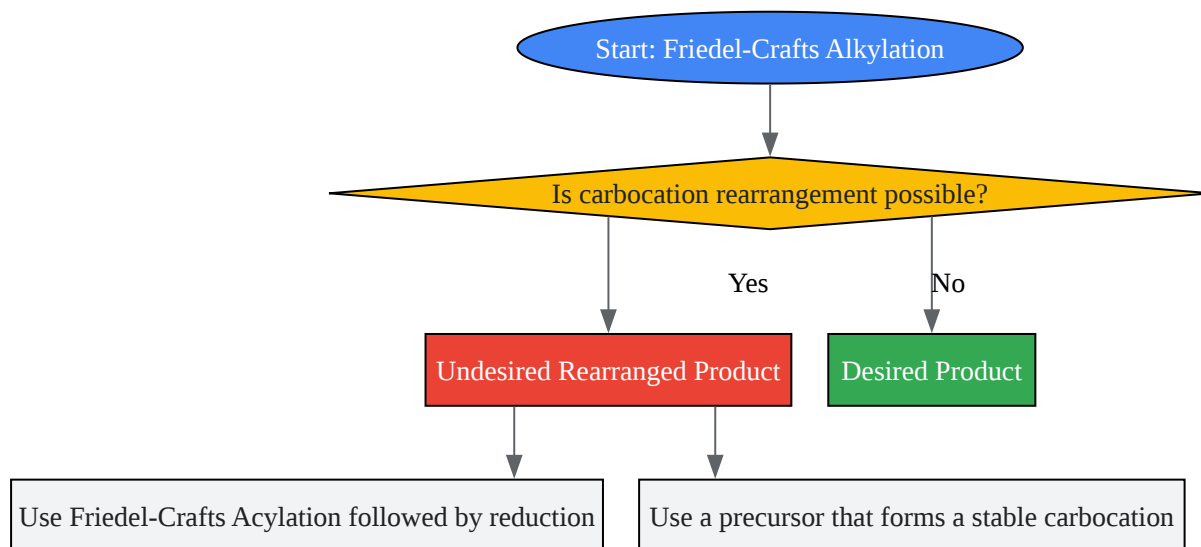 Start: Friedel-Crafts Alkylation
Is carbocation rearrangement possible?
Yes
No
Undesired Rearranged Product
Desired Product
Use Friedel-Crafts Acylation followed by reduction
Use a precursor that forms a stable carbocation